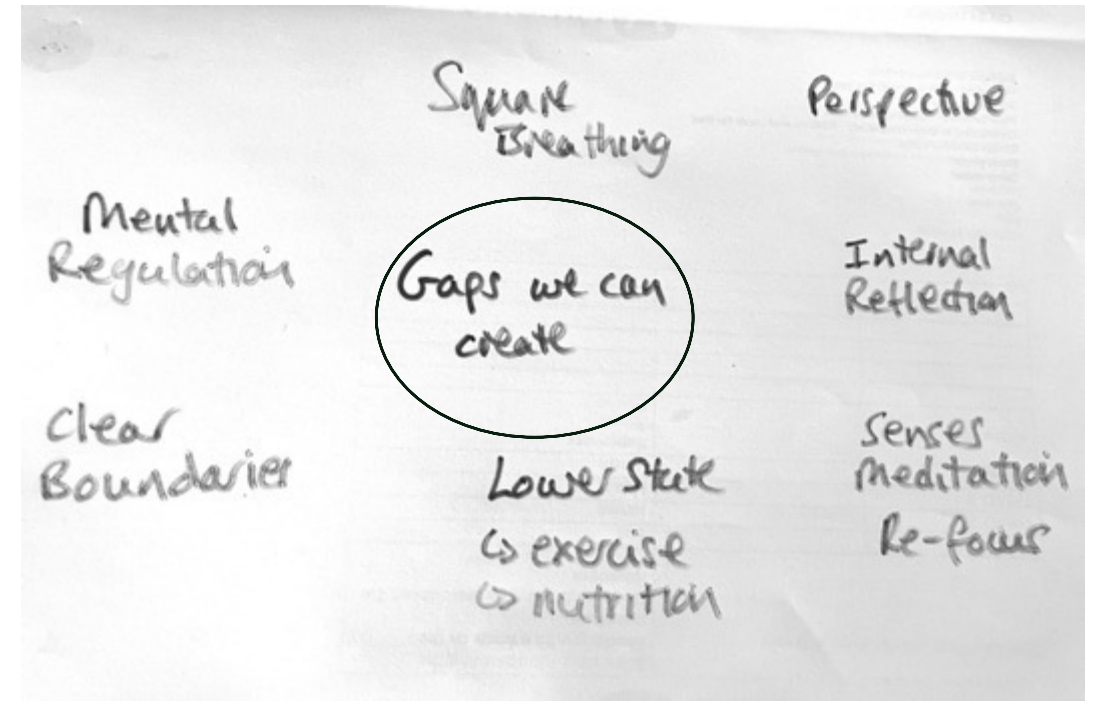 Square
Breathing
Perspective
Mental
Regulation
Gaps we can
create
Internal
Reflection
Clear
Boundaries
Lower State
↳ exercise
↳ nutrition
Senses
Meditation
Re-focus